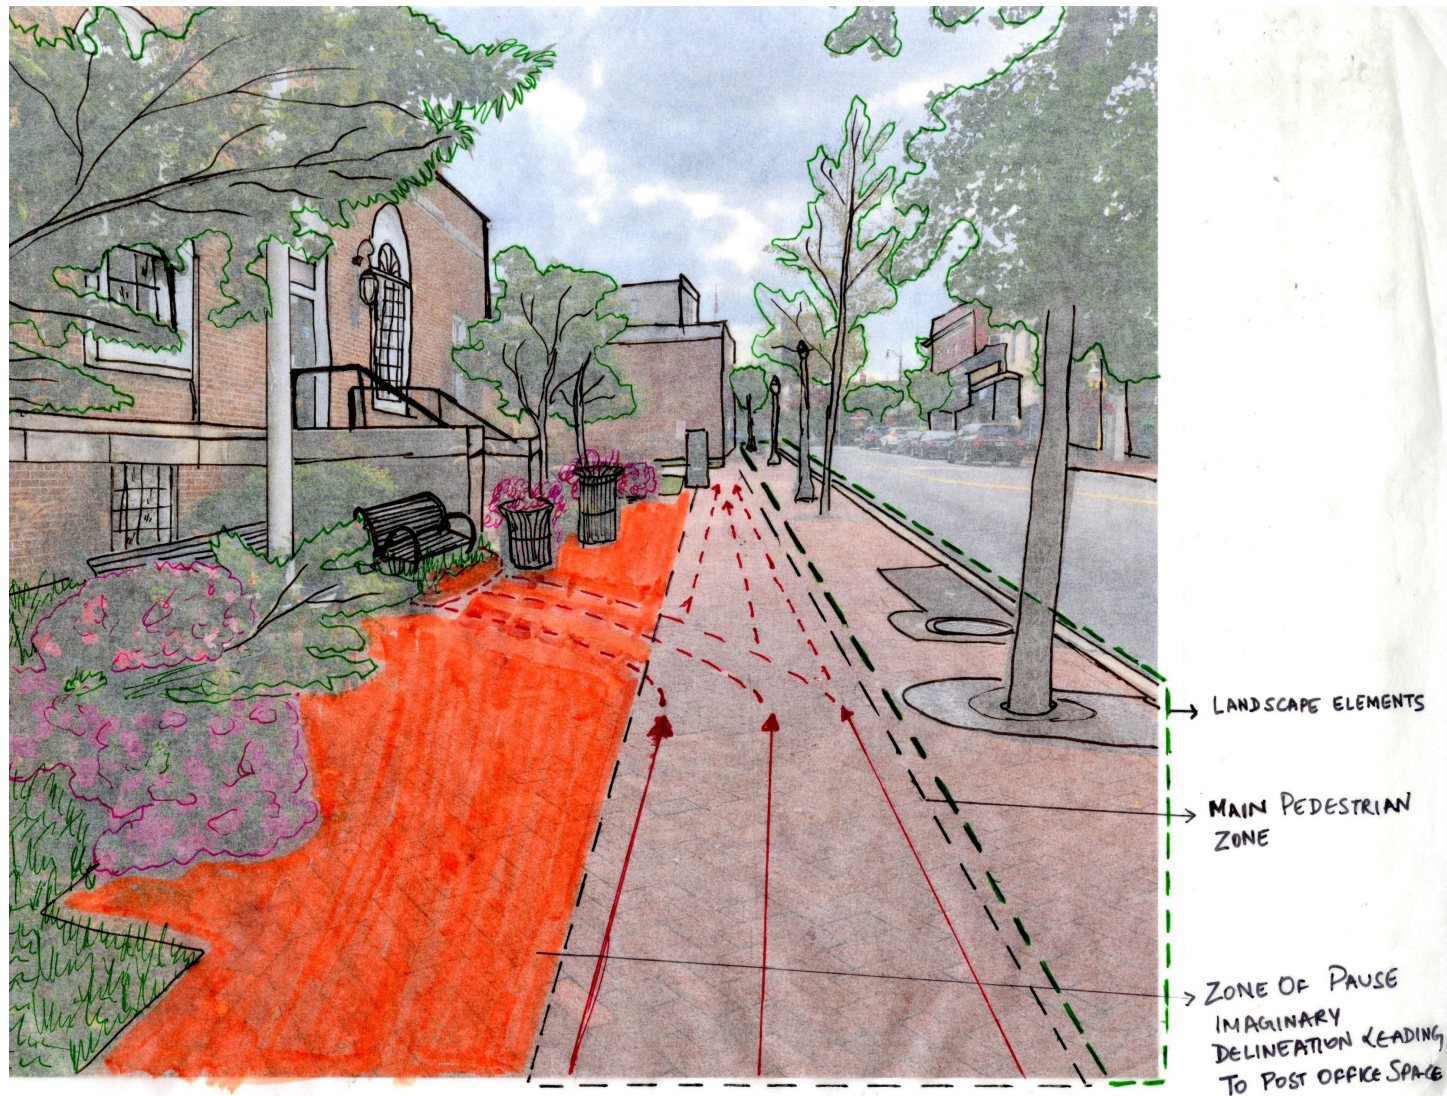 LANDSCAPE ELEMENTS
MAIN PEDESTRIAN
ZONE
ZONE OF PAUSE
IMAGINARY
DELINEATION LEADING
TO POST OFFICE SPACE